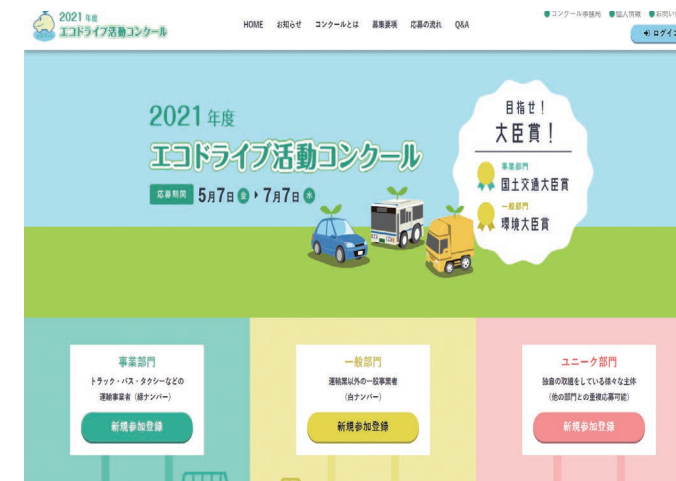 2021 年度
エコドライブ活動コンクール
HOME お知らせ コンクールとは 募集要項 応募の流れ Q&A
コンクール事務局 個人情報 お問い
ログイン
2021 年度
エコドライブ活動コンクール
応募期間 5月7日 金 ▶ 7月7日 水
目指せ！
大臣賞！
事業部門
国土交通大臣賞
一般部門
環境大臣賞
事業部門
トラック・バス・タクシーなどの
運輸事業者（緑ナンバー）
新規参加登録
一般部門
運輸業以外の一般事業者
（白ナンバー）
新規参加登録
ユニーク部門
独自の取組をしている様々な主体
（他の部門との重複応募可能）
新規参加登録